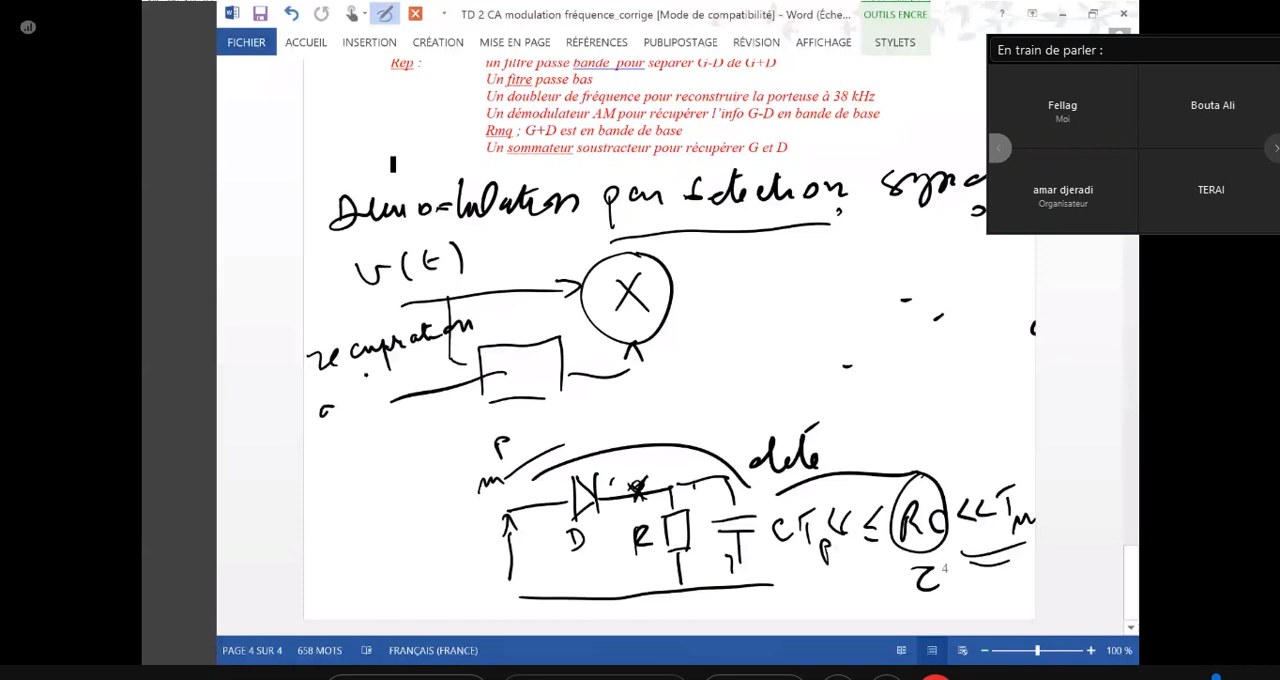 TD 2 CA modulation fréquence_corrige [Mode de compatibilité] - Word (Éche...
OUTILS ENCRE
?
FICHIER ACCUEIL INSERTION CRÉATION MISE EN PAGE RÉFÉRENCES PUBLIPOSTAGE RÉVISION AFFICHAGE STYLETS
En train de parler :
Fellag
Moi
Bouta Ali
amar djeradi
Organisateur
TERAI
Rep : un filtre passe bande pour séparer G-D de G+D
Un fitre passe bas
Un doubleur de fréquence pour reconstruire la porteuse à 38 kHz
Un démodulateur AM pour récupérer l'info G-D en bande de base
Rmq ; G+D est en bande de base
Un sommateur soustracteur pour récupérer G et D
par
v(t)
X
P
m
D
R
C
Tp
≤ RC << Tm
τ
4
PAGE 4 SUR 4 658 MOTS FRANÇAIS (FRANCE) 100 %